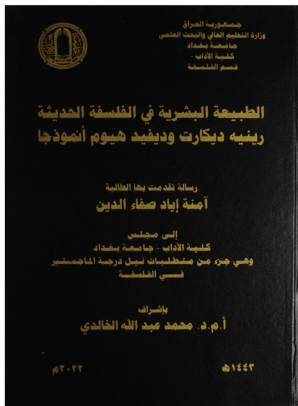 جمهورية العراق
وزارة التعليم العالي والبحث العلمي
جامعة بغداد
كلية الآداب -
قسم الفلسفة
الطبيعة البشرية في الفلسفة الحديثة
رينيه ديكارت وديفيد هيوم أنموذجا
رسالة تقدمت بها الطالبة
آمنة إياد صفاء الدين
إلى مجلس
كلية الآداب - جامعة بغداد
وهي جزء من متطلبات نيل درجة الماجستير
في الفلسفة
بإشراف
أ.م.د. محمد عبد الله الخالدي
١٤٤٣هـ
٢٠٢٢م